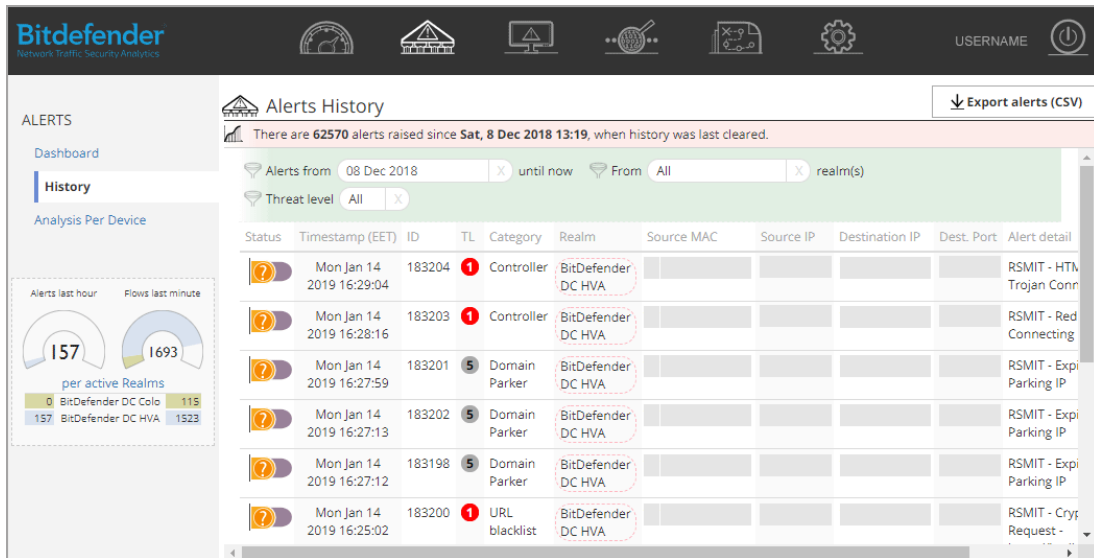 Bitdefender
Network Traffic Security Analytics
USERNAME
ALERTS
Dashboard
History
Analysis Per Device
Alerts last hour Flows last minute
157 1693
per active Realms
0 BitDefender DC Colo 115
157 BitDefender DC HVA 1523
Alerts History
Export alerts (CSV)
There are 62570 alerts raised since Sat, 8 Dec 2018 13:19, when history was last cleared.
Alerts from 08 Dec 2018 X until now From All X realm(s)
Threat level All X
Status Timestamp (EET) ID TL Category Realm Source MAC Source IP Destination IP Dest. Port Alert detail
Mon Jan 14 183204 1 Controller BitDefender RSMIT - HTM
2019 16:29:04 DC HVA Trojan Conn
Mon Jan 14 183203 1 Controller BitDefender RSMIT - Red
2019 16:28:16 DC HVA Connecting
Mon Jan 14 183201 5 Domain BitDefender RSMIT - Expi
2019 16:27:59 Parker DC HVA Parking IP
Mon Jan 14 183202 5 Domain BitDefender RSMIT - Expi
2019 16:27:13 Parker DC HVA Parking IP
Mon Jan 14 183198 5 Domain BitDefender RSMIT - Expi
2019 16:27:12 Parker DC HVA Parking IP
Mon Jan 14 183200 1 URL BitDefender RSMIT - Cryp
2019 16:25:02 blacklist DC HVA Request -